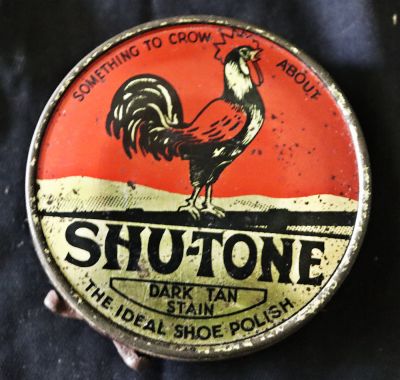 SOMETHING TO CROW ABOUT
SHU-TONE
DARK TAN
STAIN
THE IDEAL SHOE POLISH